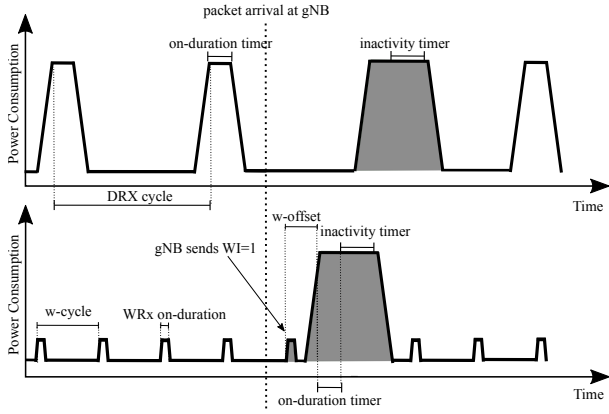 packet arrival at gNB
on-duration timer
inactivity timer
Power Consumption
DRX cycle
Time
w-offset
inactivity timer
gNB sends WI=1
w-cycle
WRx on-duration
Power Consumption
Time
on-duration timer